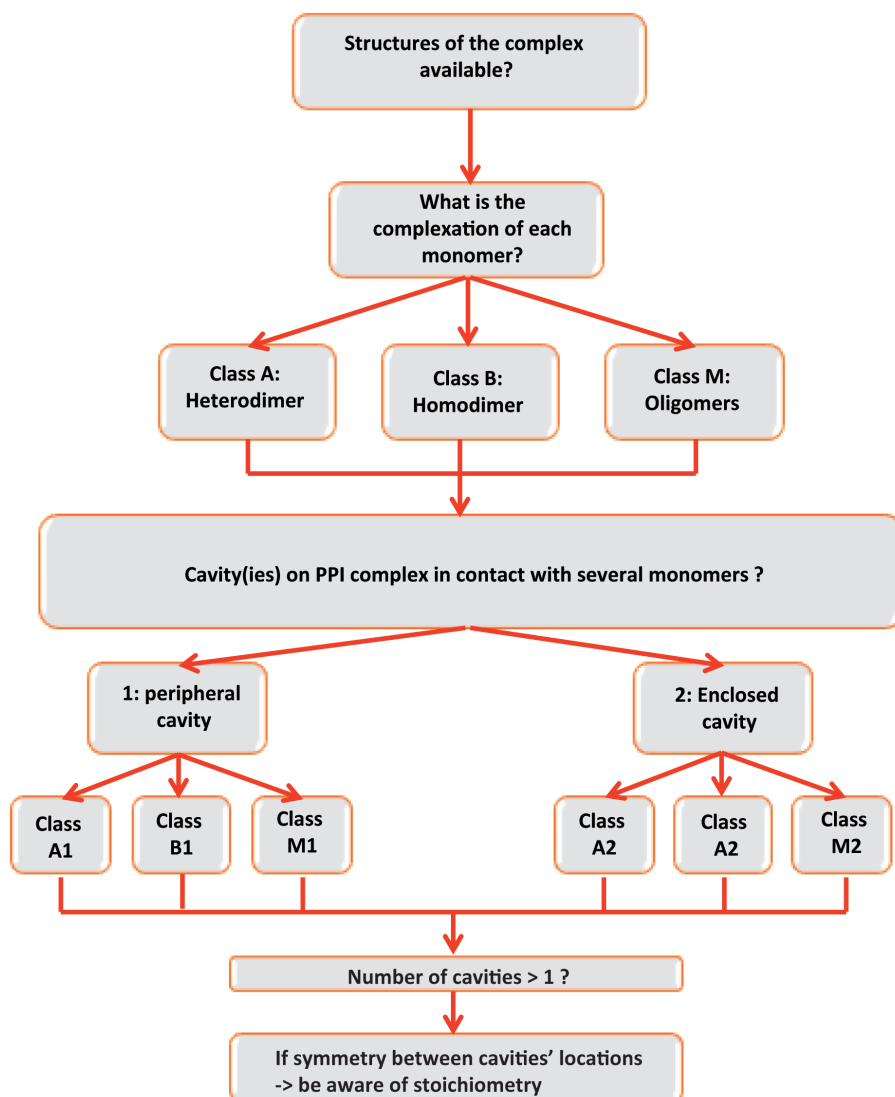 Structures of the complex
available?
What is the
complexation of each
monomer?
Class A:
Heterodimer
Class B:
Homodimer
Class M:
Oligomers
Cavity(ies) on PPI complex in contact with several monomers ?
1: peripheral
cavity
2: Enclosed
cavity
Class
A1
Class
B1
Class
M1
Class
A2
Class
A2
Class
M2
Number of cavities > 1 ?
If symmetry between cavities’ locations
-> be aware of stoichiometry